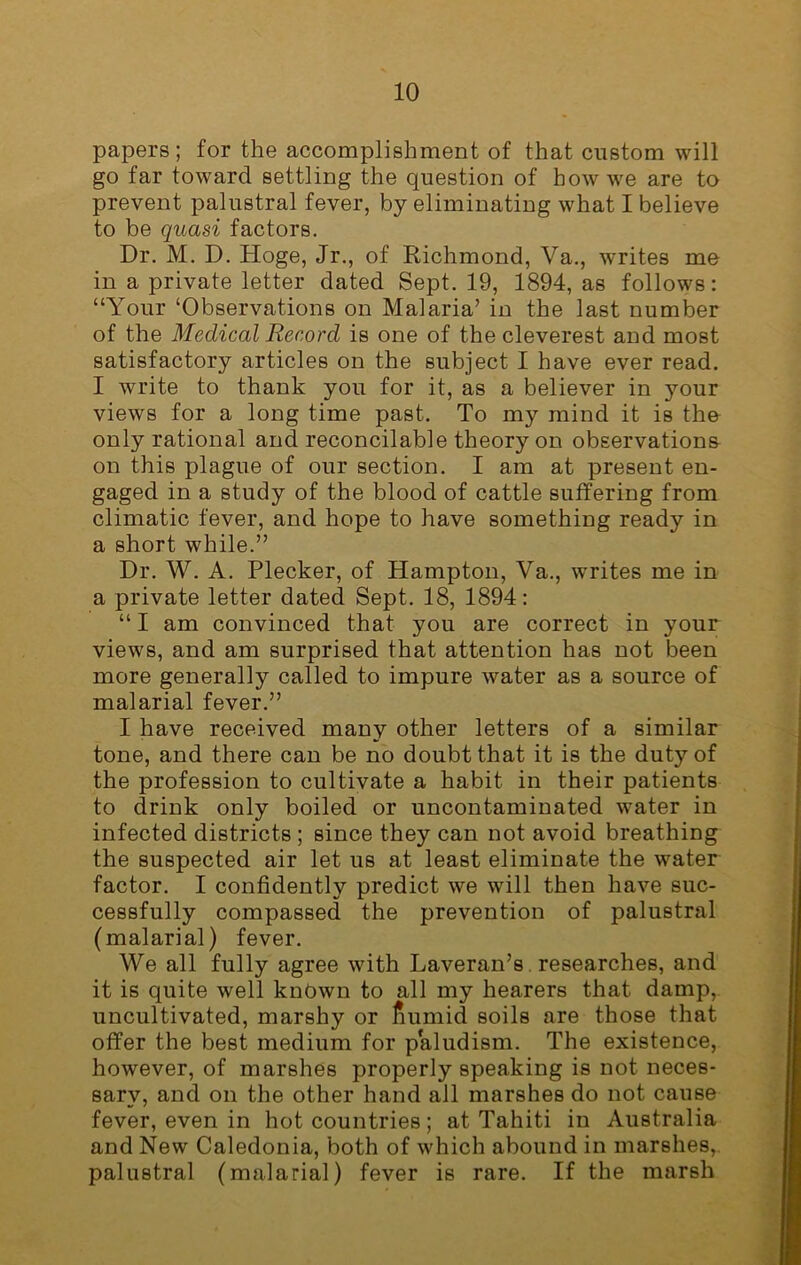 10
papers; for the accomplishment of that custom will
go far toward settling the question of how we are to
prevent palustral fever, by eliminating what I believe
to be quasi factors.
Dr. M. D. Hoge, Jr., of Richmond, Va., writes me
in a private letter dated Sept. 19, 1894, as follows:
“Your ‘Observations on Malaria’ in the last number
of the Medical Record is one of the cleverest and most
satisfactory articles on the subject I have ever read.
I write to thank you for it, as a believer in your
views for a long time past. To my mind it is the
only rational and reconcilable theory on observations
on this plague of our section. I am at present en-
gaged in a study of the blood of cattle suffering from
climatic fever, and hope to have something ready in
a short while.”
Dr. W. A. Plecker, of Hampton, Va., writes me in
a private letter dated Sept. 18, 1894:
“I am convinced that you are correct in your
views, and am surprised that attention has not been
more generally called to impure water as a source of
malarial fever.”
I have received many other letters of a similar
tone, and there can be no doubt that it is the duty of
the profession to cultivate a habit in their patients
to drink only boiled or uncontaminated water in
infected districts; since they can not avoid breathing
the suspected air let us at least eliminate the water
factor. I confidently predict we will then have suc-
cessfully compassed the prevention of palustral
(malarial) fever.
We all fully agree with Laveran’s researches, and
it is quite well known to all my hearers that damp,
uncultivated, marshy or humid soils are those that
offer the best medium for paludism. The existence,
however, of marshes properly speaking is not neces-
sary, and on the other hand all marshes do not cause
fever, even in hot countries; at Tahiti in Australia
and New Caledonia, both of which abound in marshes,
palustral (malarial) fever is rare. If the marsh